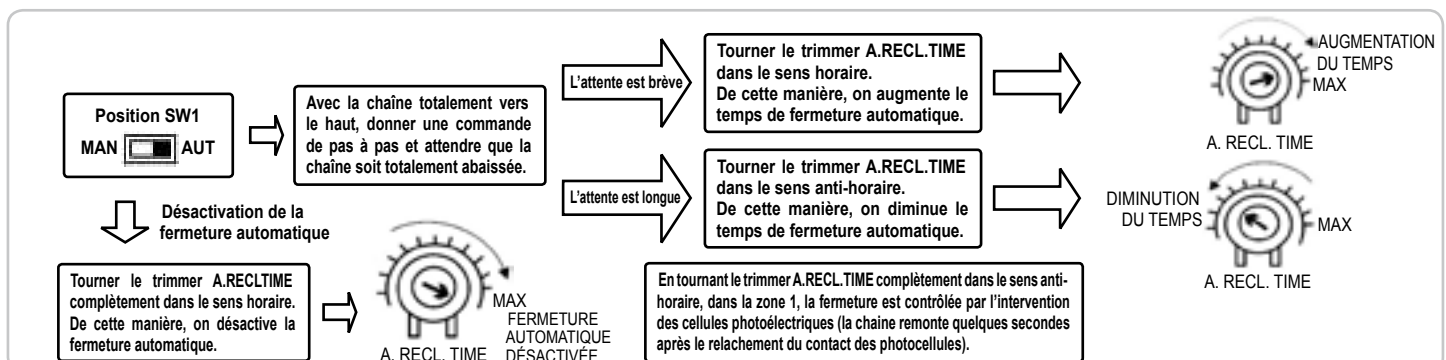 Position SW1
MAN AUT
Avec la chaîne totalement vers
le haut, donner une commande
de pas à pas et attendre que la
chaîne soit totalement abaissée.
L'attente est brève
Tourner le trimmer A.RECL.TIME
dans le sens horaire.
De cette manière, on augmente le
temps de fermeture automatique.
AUGMENTATION
DU TEMPS
MAX
A. RECL. TIME
L'attente est longue
Tourner le trimmer A.RECL.TIME
dans le sens anti-horaire.
De cette manière, on diminue le
temps de fermeture automatique.
DIMINUTION
DU TEMPS
MAX
A. RECL. TIME
Désactivation de la
fermeture automatique
Tourner le trimmer A.RECLTIME
complètement dans le sens horaire.
De cette manière, on désactive la
fermeture automatique.
MAX
FERMETURE
AUTOMATIQUE
DÉSACTIVÉE
A. RECL. TIME
En tournant le trimmer A.RECL.TIME complètement dans le sens anti-
horaire, dans la zone 1, la fermeture est contrôlée par l'intervention
des cellules photoélectriques (la chaine remonte quelques secondes
après le relachement du contact des photocellules).